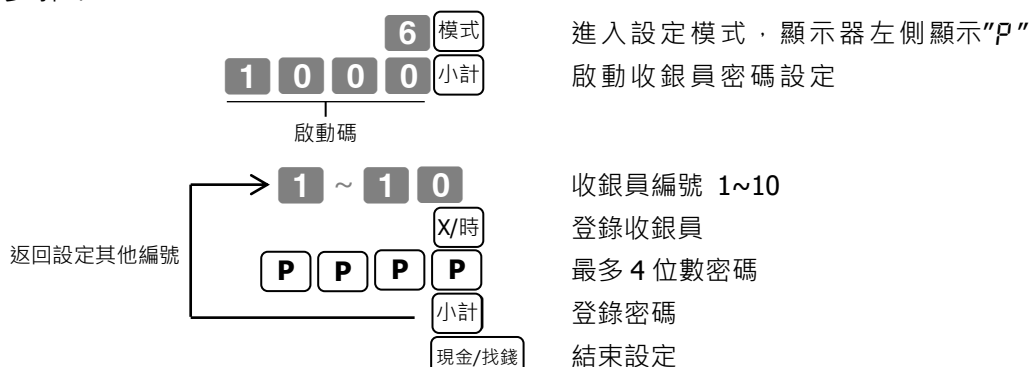 6 模式 進入設定模式，顯示器左側顯示"P"
1 0 0 0 小計 啟動收銀員密碼設定
啟動碼
1 ~ 1 0 收銀員編號 1~10
X/時 登錄收銀員
返回設定其他編號
P P P P 最多 4 位數密碼
小計 登錄密碼
現金/找錢 結束設定